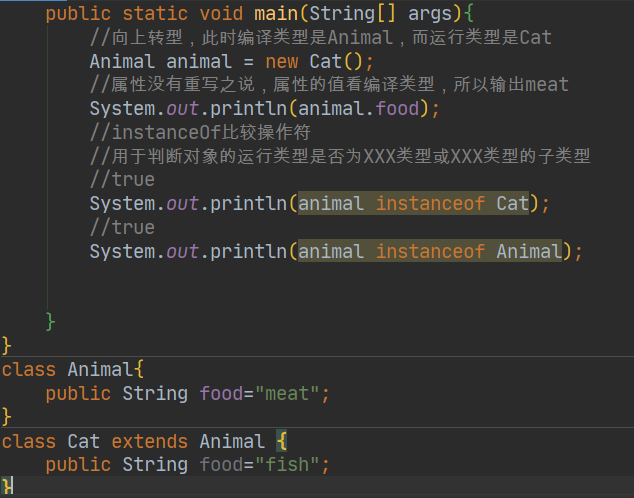 public static void main(String[] args){
//向上转型，此时编译类型是Animal，而运行类型是Cat
Animal animal = new Cat();
//属性没有重写之说，属性的值看编译类型，所以输出meat
System.out.println(animal.food);
//instanceOf比较操作符
//用于判断对象的运行类型是否为XXX类型或XXX类型的子类型
//true
System.out.println(animal instanceof Cat);
//true
System.out.println(animal instanceof Animal);
}
}
class Animal{
public String food="meat";
}
class Cat extends Animal {
public String food="fish";
}